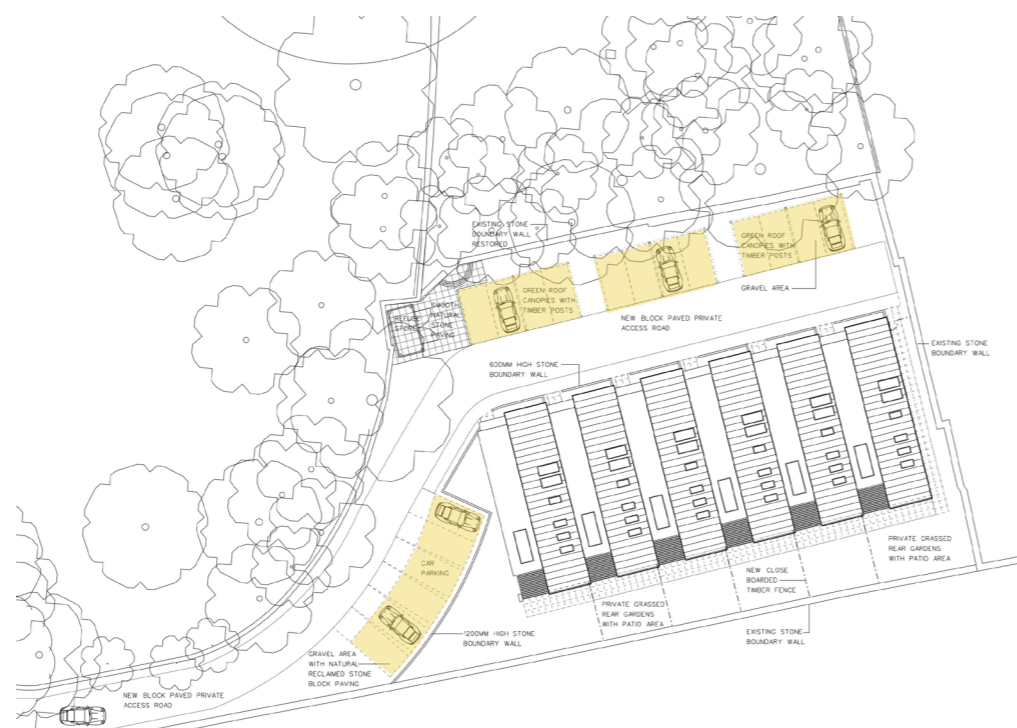 EXISTING STONE
BOUNDARY WALL
RESTORED
GREEN ROOF
CANOPIES WITH
TIMBER POSTS
GRAVEL AREA
GREEN ROOF
CANOPIES WITH
TIMBER POSTS
SMOOTH
NATURAL
STONE
PAVING
REFUSE
STORE
NEW BLOCK PAVED PRIVATE
ACCESS ROAD
EXISTING STONE
BOUNDARY WALL
600MM HIGH STONE
BOUNDARY WALL
CAR
PARKING
PRIVATE GRASSED
REAR GARDENS
WITH PATIO AREA
NEW CLOSE
BOARDED
TIMBER FENCE
PRIVATE GRASSED
REAR GARDENS
WITH PATIO AREA
1200MM HIGH STONE
BOUNDARY WALL
EXISTING STONE
BOUNDARY WALL
GRAVEL AREA
WITH NATURAL
RECLAIMED STONE
BLOCK PAVING
NEW BLOCK PAVED PRIVATE
ACCESS ROAD